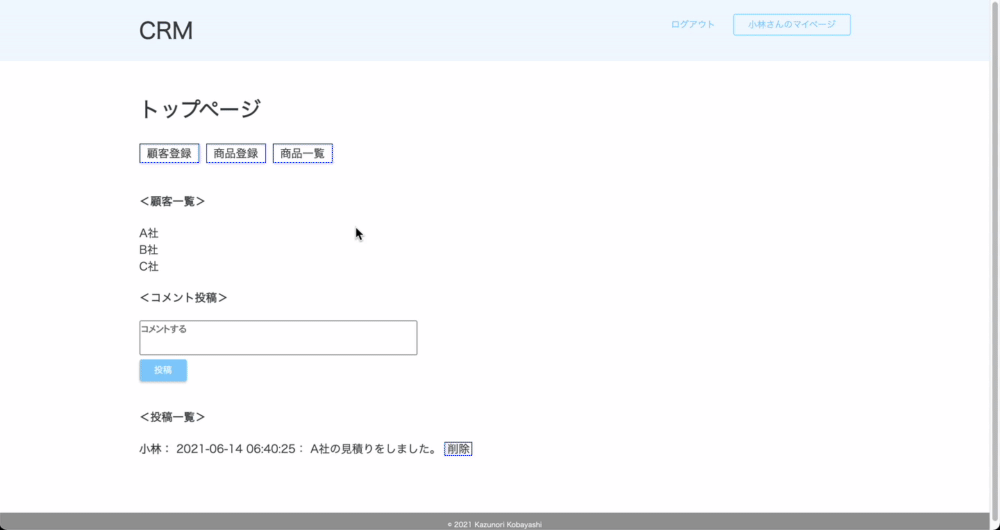 CRM
ログアウト 小林さんのマイページ
トップページ
顧客登録 商品登録 商品一覧
＜顧客一覧＞
A社
B社
C社
＜コメント投稿＞
コメントする
投稿
＜投稿一覧＞
小林： 2021-06-14 06:40:25： A社の見積りをしました。 削除
© 2021 Kazunori Kobayashi